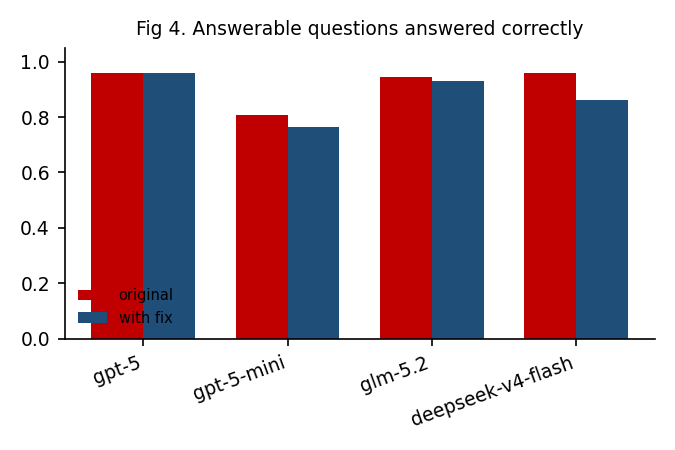 Fig 4. Answerable questions answered correctly
1.0
0.8
0.6
0.4
0.2
0.0
original
with fix
gpt-5
gpt-5-mini
glm-5.2
deepseek-v4-flash